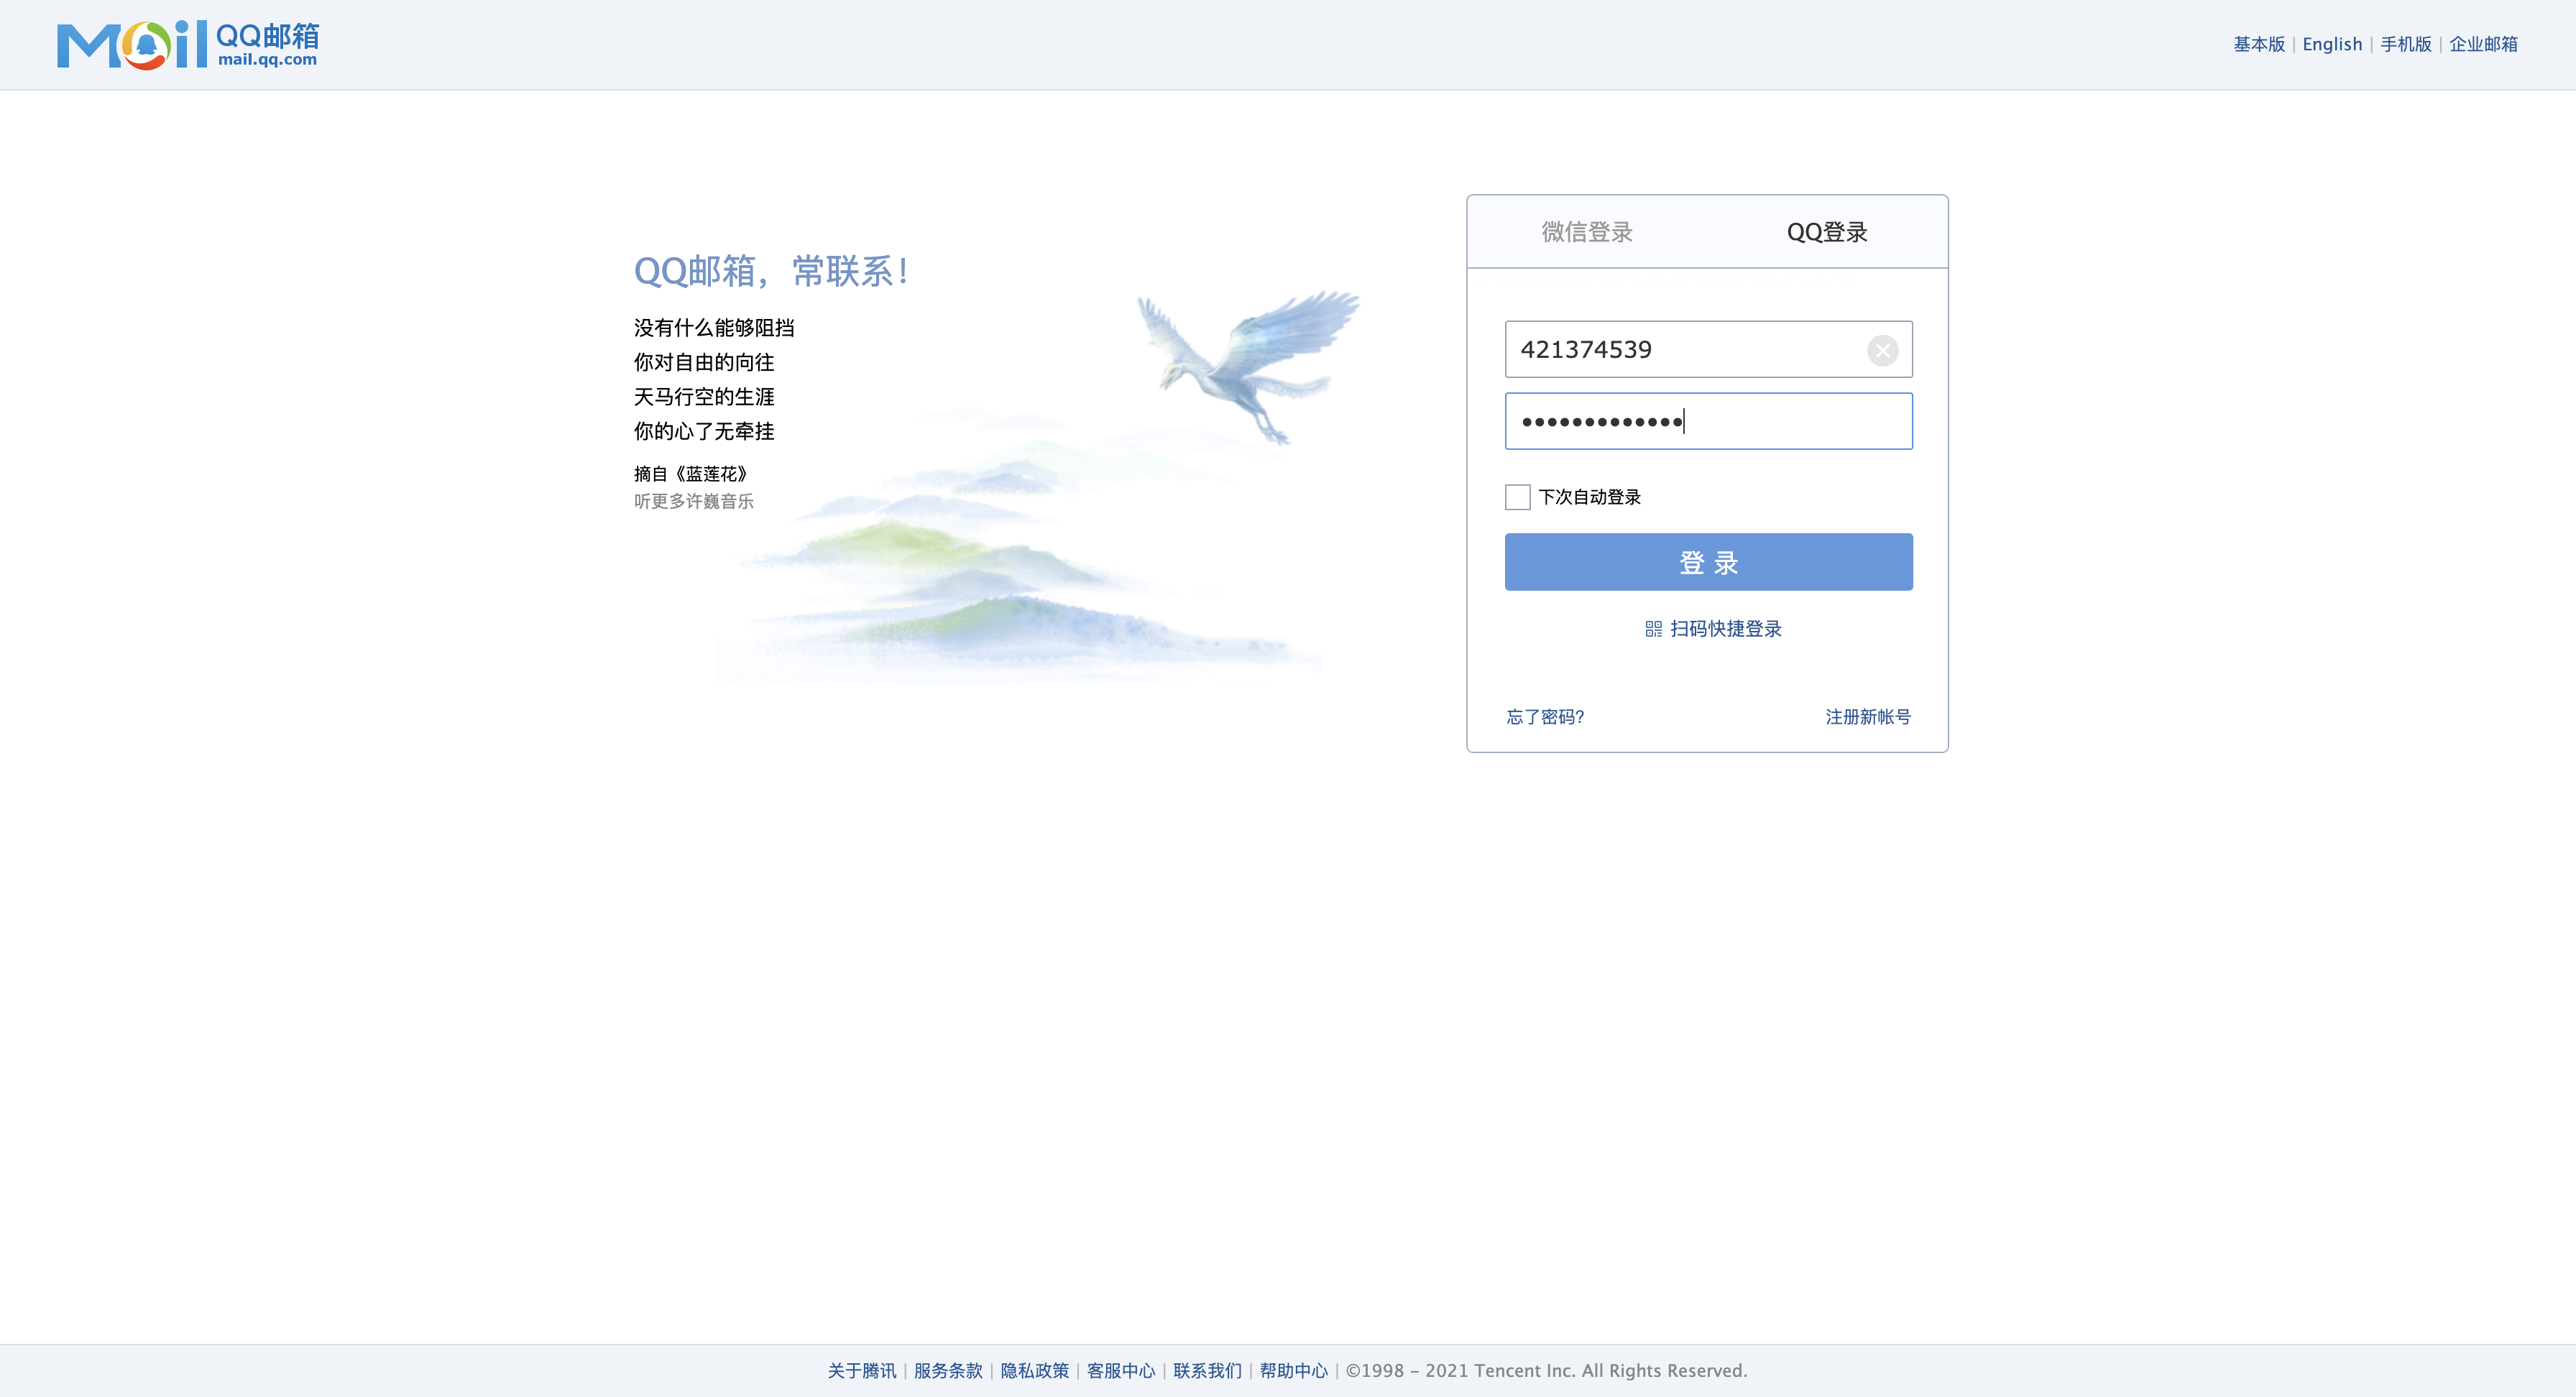 Mail QQ邮箱
mail.qq.com
基本版 | English | 手机版 | 企业邮箱
QQ邮箱，常联系！
没有什么能够阻挡
你对自由的向往
天马行空的生涯
你的心了无牵挂
摘自《蓝莲花》
听更多许巍音乐
微信登录 QQ登录
421374539
•••••••••••••
下次自动登录
登 录
扫码快捷登录
忘了密码? 注册新帐号
关于腾讯 | 服务条款 | 隐私政策 | 客服中心 | 联系我们 | 帮助中心 | ©1998 - 2021 Tencent Inc. All Rights Reserved.